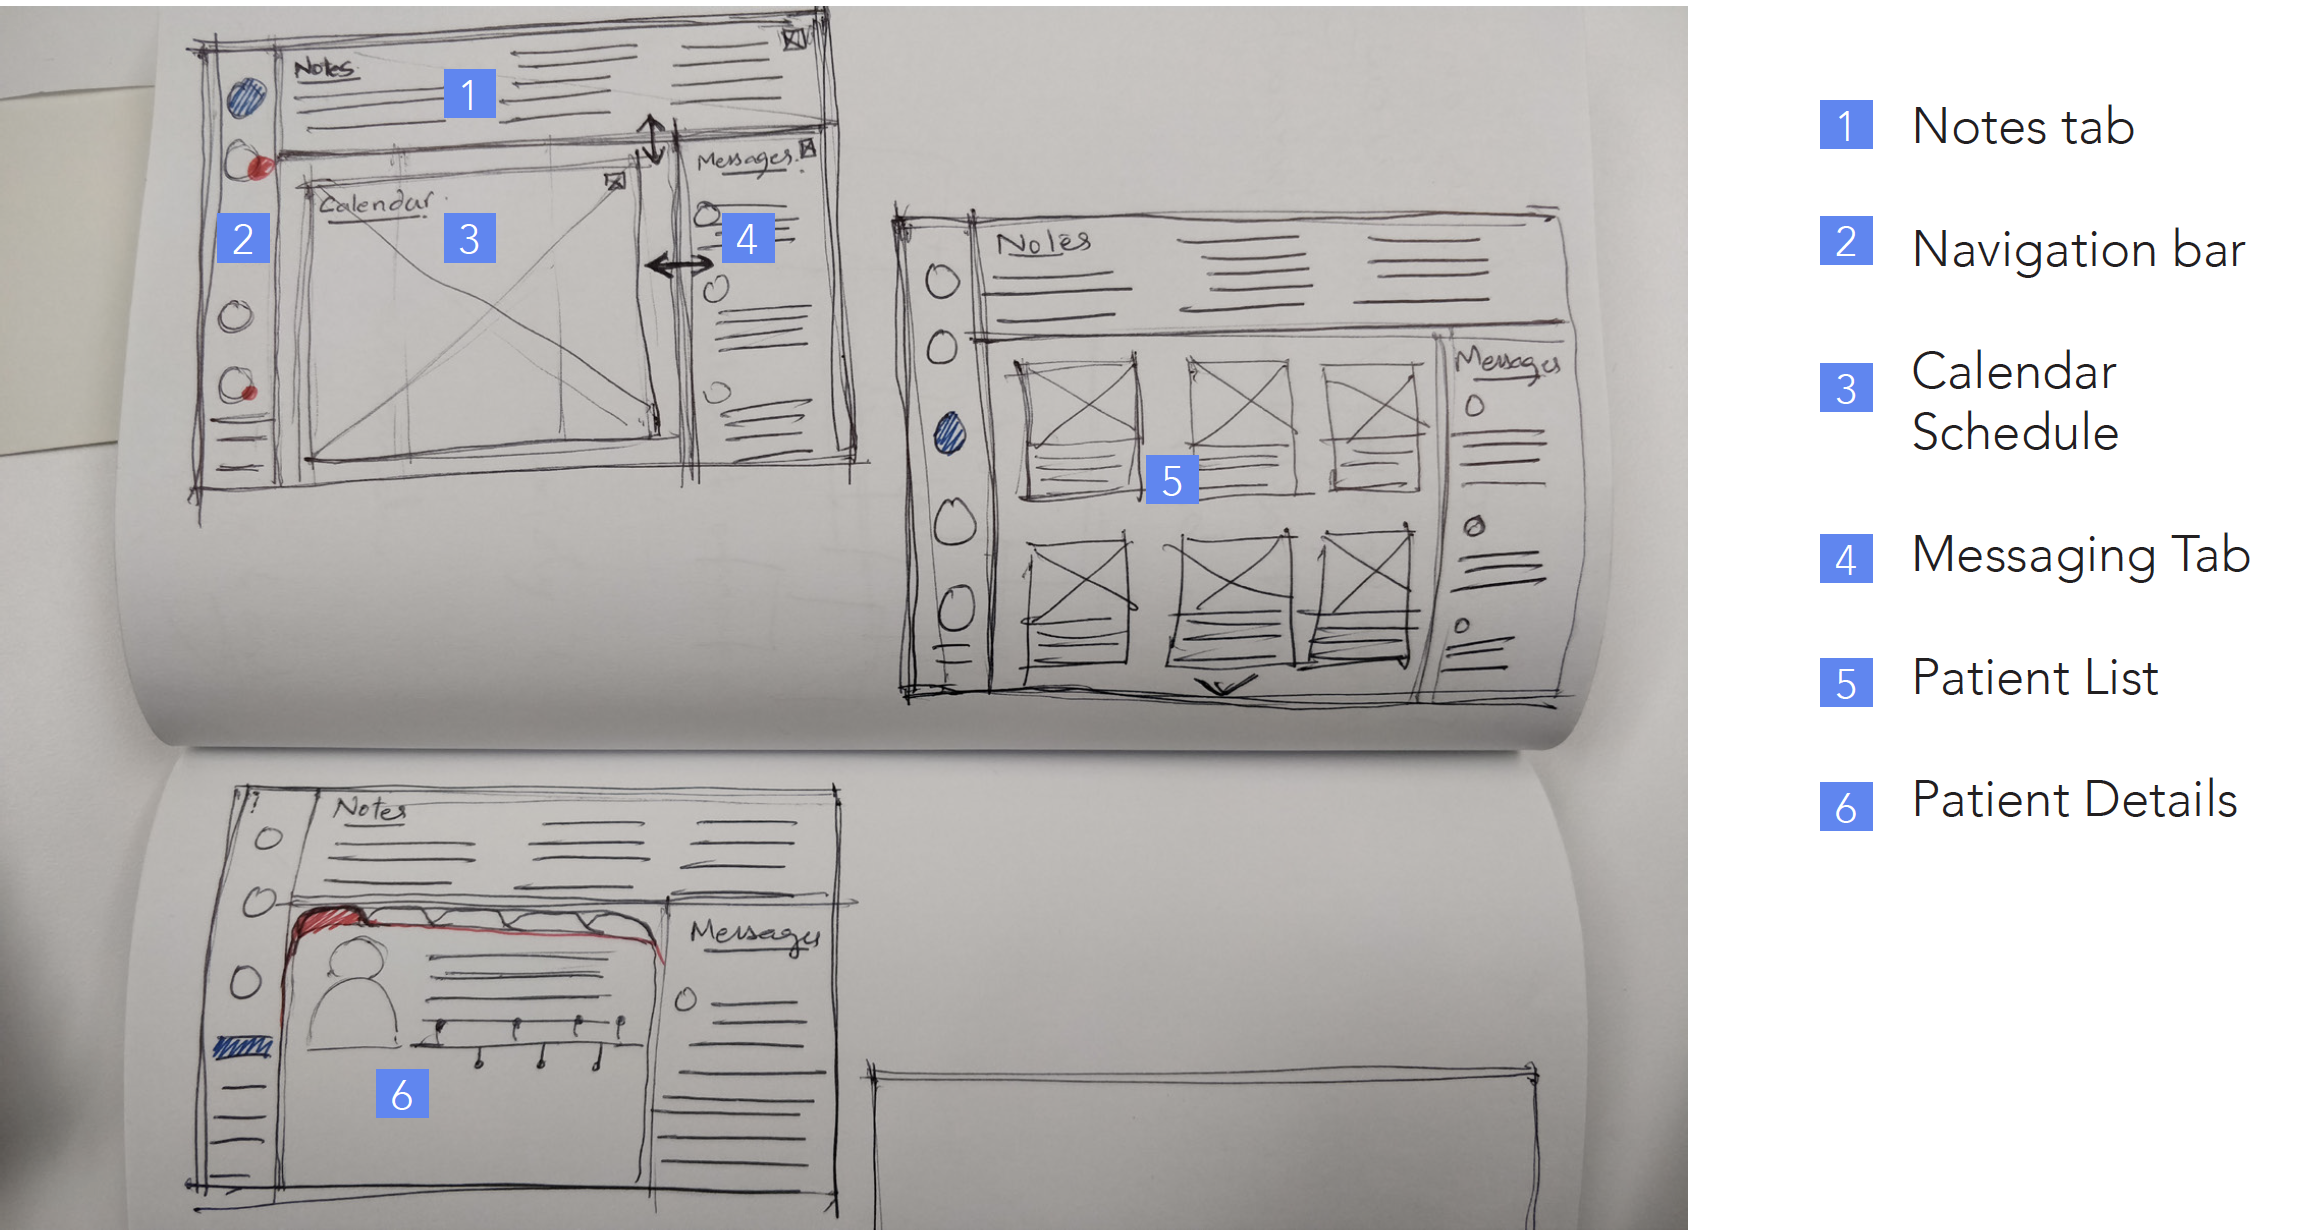 Notes
1
Messages.
Calendar.
2
3
4
Notes
Messages
5
Notes
Messages
6
1 Notes tab
2 Navigation bar
3 Calendar
Schedule
4 Messaging Tab
5 Patient List
6 Patient Details